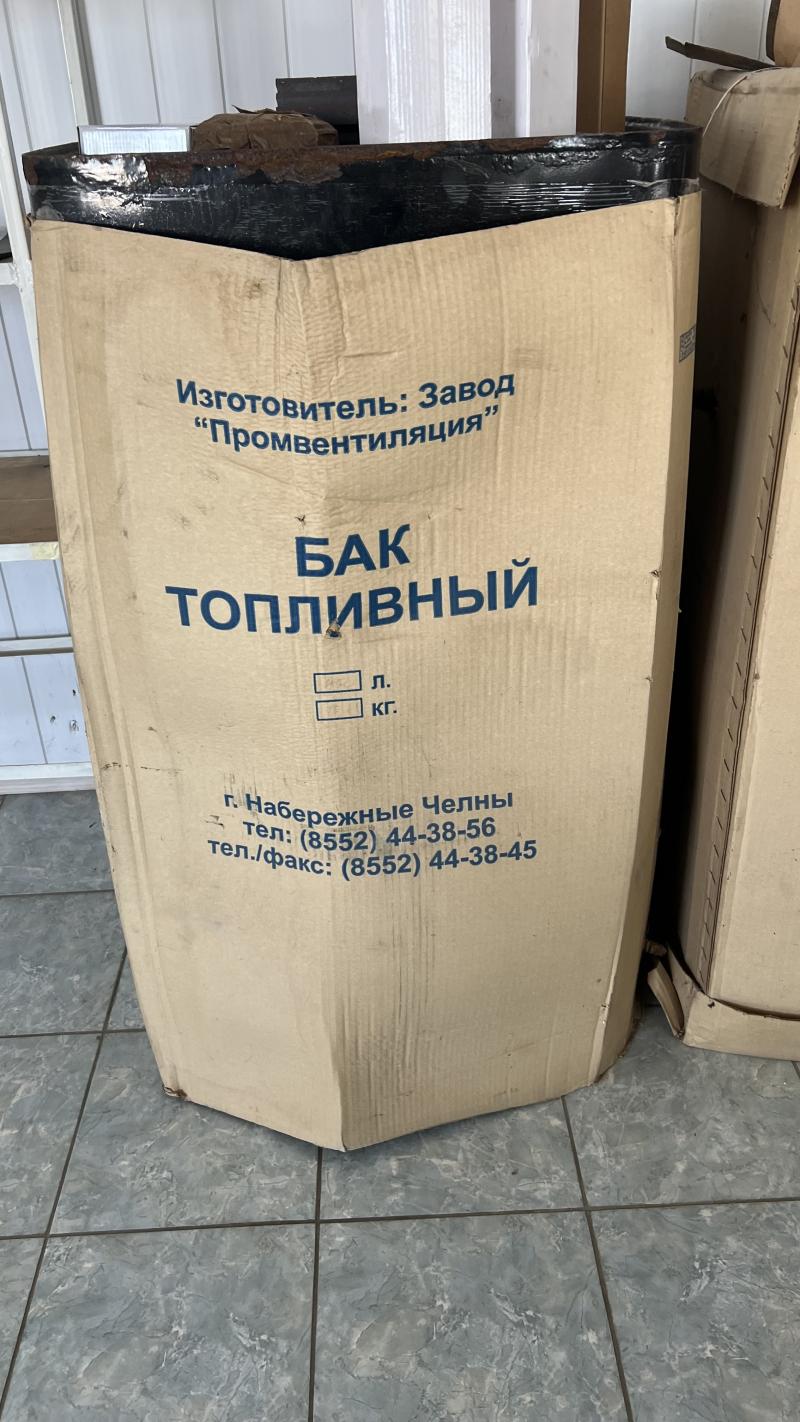 Изготовитель: Завод
“Промвентиляция”
БАК
ТОПЛИВНЫЙ
л.
кг.
г. Набережные Челны
тел: (8552) 44-38-56
тел./факс: (8552) 44-38-45